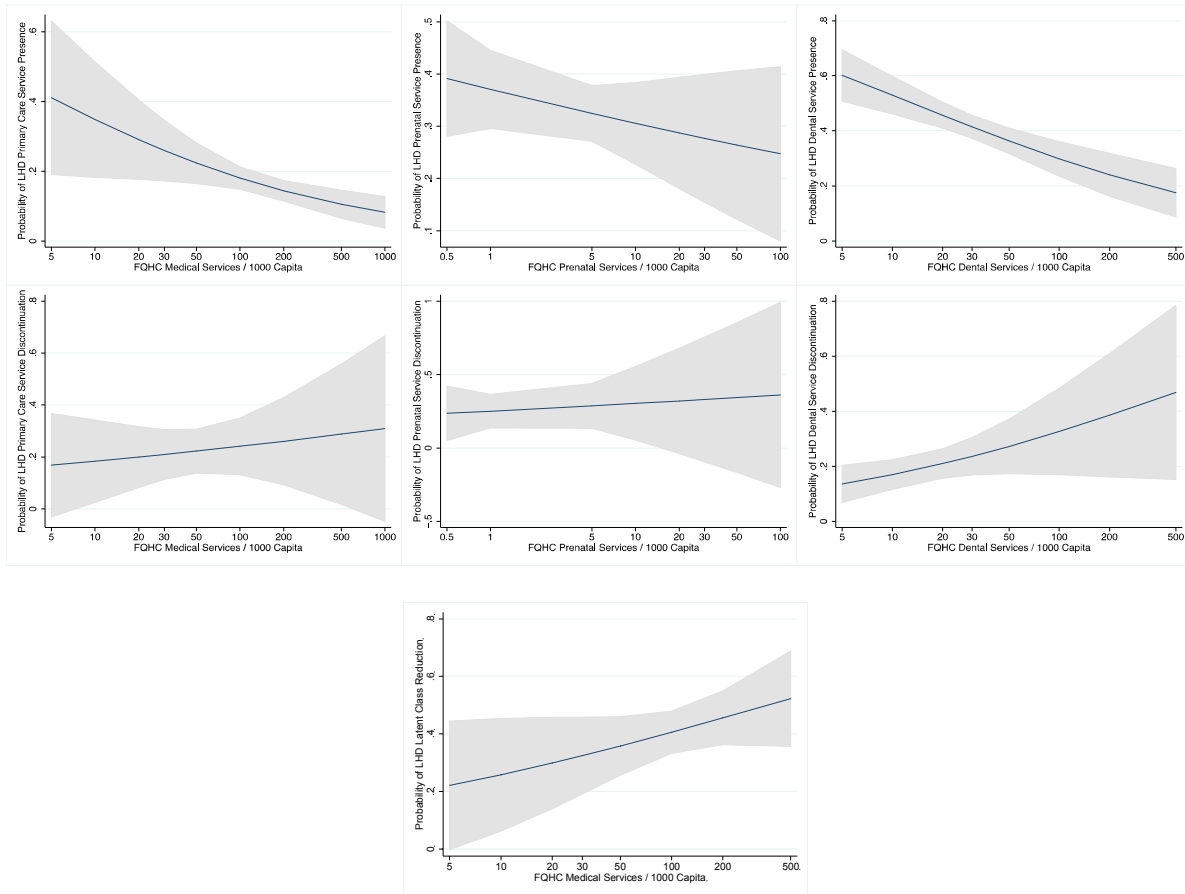 Probability of LHD Primary Care Service Presence
.6
.4
.2
0
5 10 20 30 50 100 200 500 1000
FQHC Medical Services / 1000 Capita
Probability of LHD Prenatal Service Presence
.5
.4
.3
.2
.1
0.5 1 5 10 20 30 50 100
FQHC Prenatal Services / 1000 Capita
Probability of LHD Dental Service Presence
.8
.6
.4
.2
0
5 10 20 30 50 100 200 500
FQHC Dental Services / 1000 Capita
Probability of LHD Primary Care Service Discontinuation
.8
.6
.4
.2
0
5 10 20 30 50 100 200 500 1000
FQHC Medical Services / 1000 Capita
Probability of LHD Prenatal Service Discontinuation
1
.5
0
-.5
0.5 1 5 10 20 30 50 100
FQHC Prenatal Services / 1000 Capita
Probability of LHD Dental Service Discontinuation
.8
.6
.4
.2
0
5 10 20 30 50 100 200 500
FQHC Dental Services / 1000 Capita
Probability of LHD Latent Class Reduction.
.8.
.6.
.4.
.2.
0.
5 10 20 30 50 100 200 500.
FQHC Medical Services / 1000 Capita.